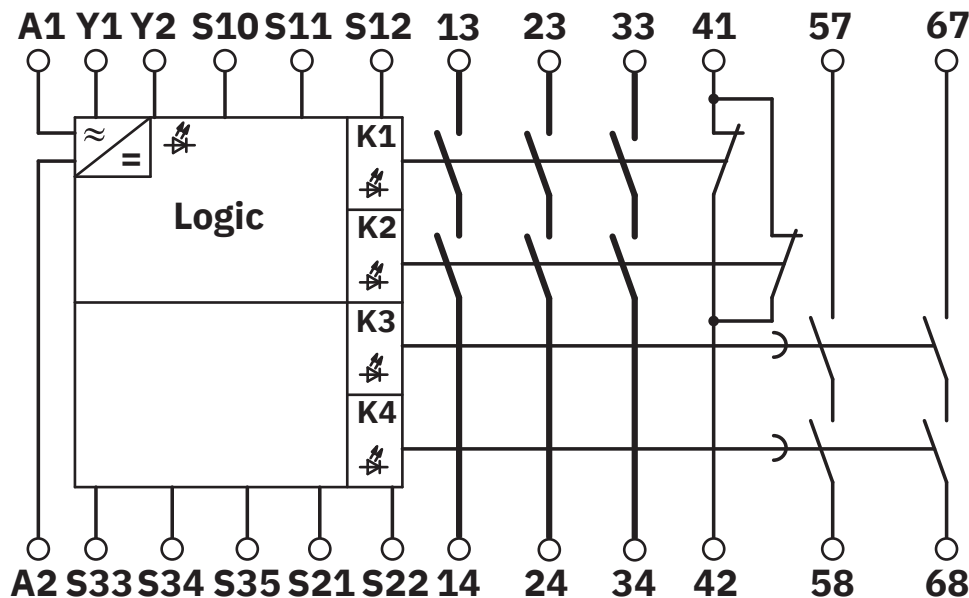 A1 Y1 Y2 S10 S11 S12 13 23 33 41 57 67
≈
=
K1
Logic
K2
K3
K4
A2 S33 S34 S35 S21 S22 14 24 34 42 58 68